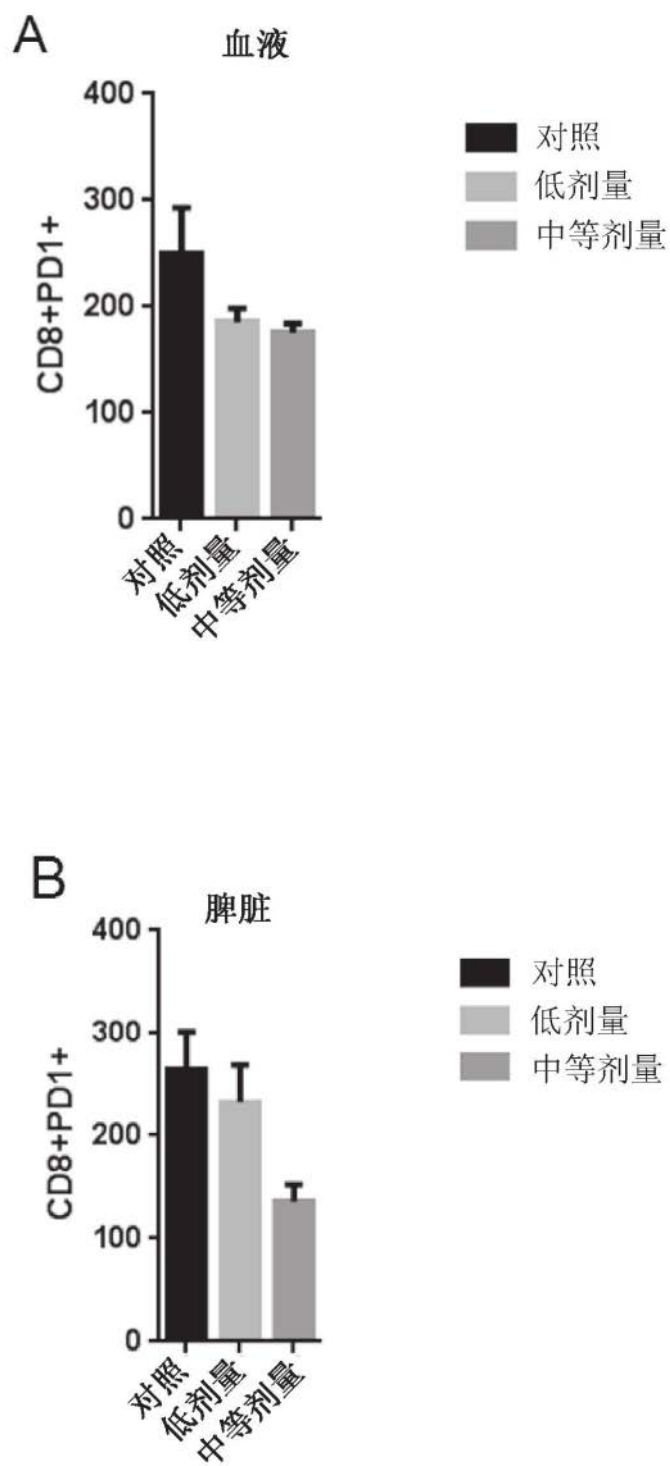 A
血液
400
300
200
100
0
CD8+PD1+
对照
低剂量
中等剂量
对照
低剂量
中等剂量
B
脾脏
400
300
200
100
0
CD8+PD1+
对照
低剂量
中等剂量
对照
低剂量
中等剂量